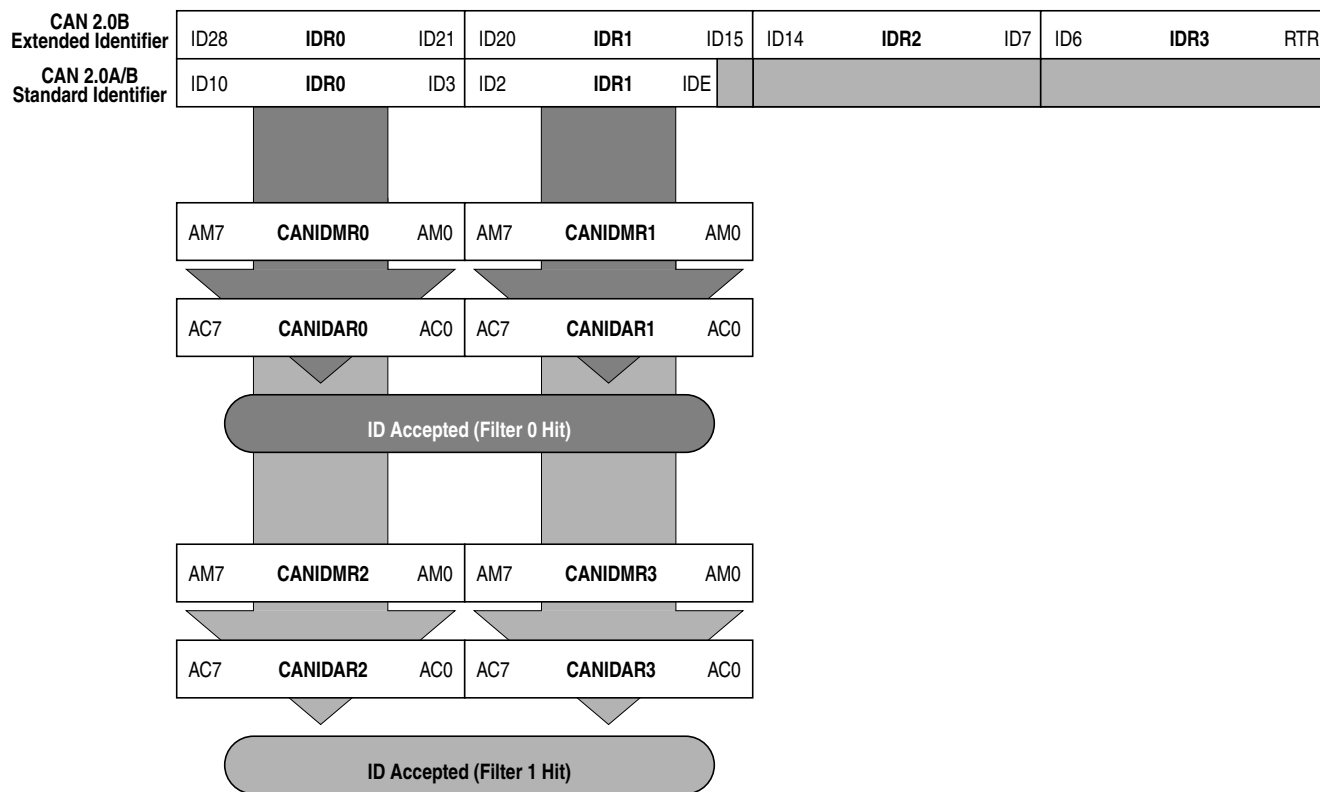 CAN 2.0B
Extended Identifier
ID28 IDR0 ID21 ID20 IDR1 ID15 ID14 IDR2 ID7 ID6 IDR3 RTR
CAN 2.0A/B
Standard Identifier
ID10 IDR0 ID3 ID2 IDR1 IDE
AM7 CANIDMR0 AM0 AM7 CANIDMR1 AM0
AC7 CANIDAR0 AC0 AC7 CANIDAR1 AC0
ID Accepted (Filter 0 Hit)
AM7 CANIDMR2 AM0 AM7 CANIDMR3 AM0
AC7 CANIDAR2 AC0 AC7 CANIDAR3 AC0
ID Accepted (Filter 1 Hit)